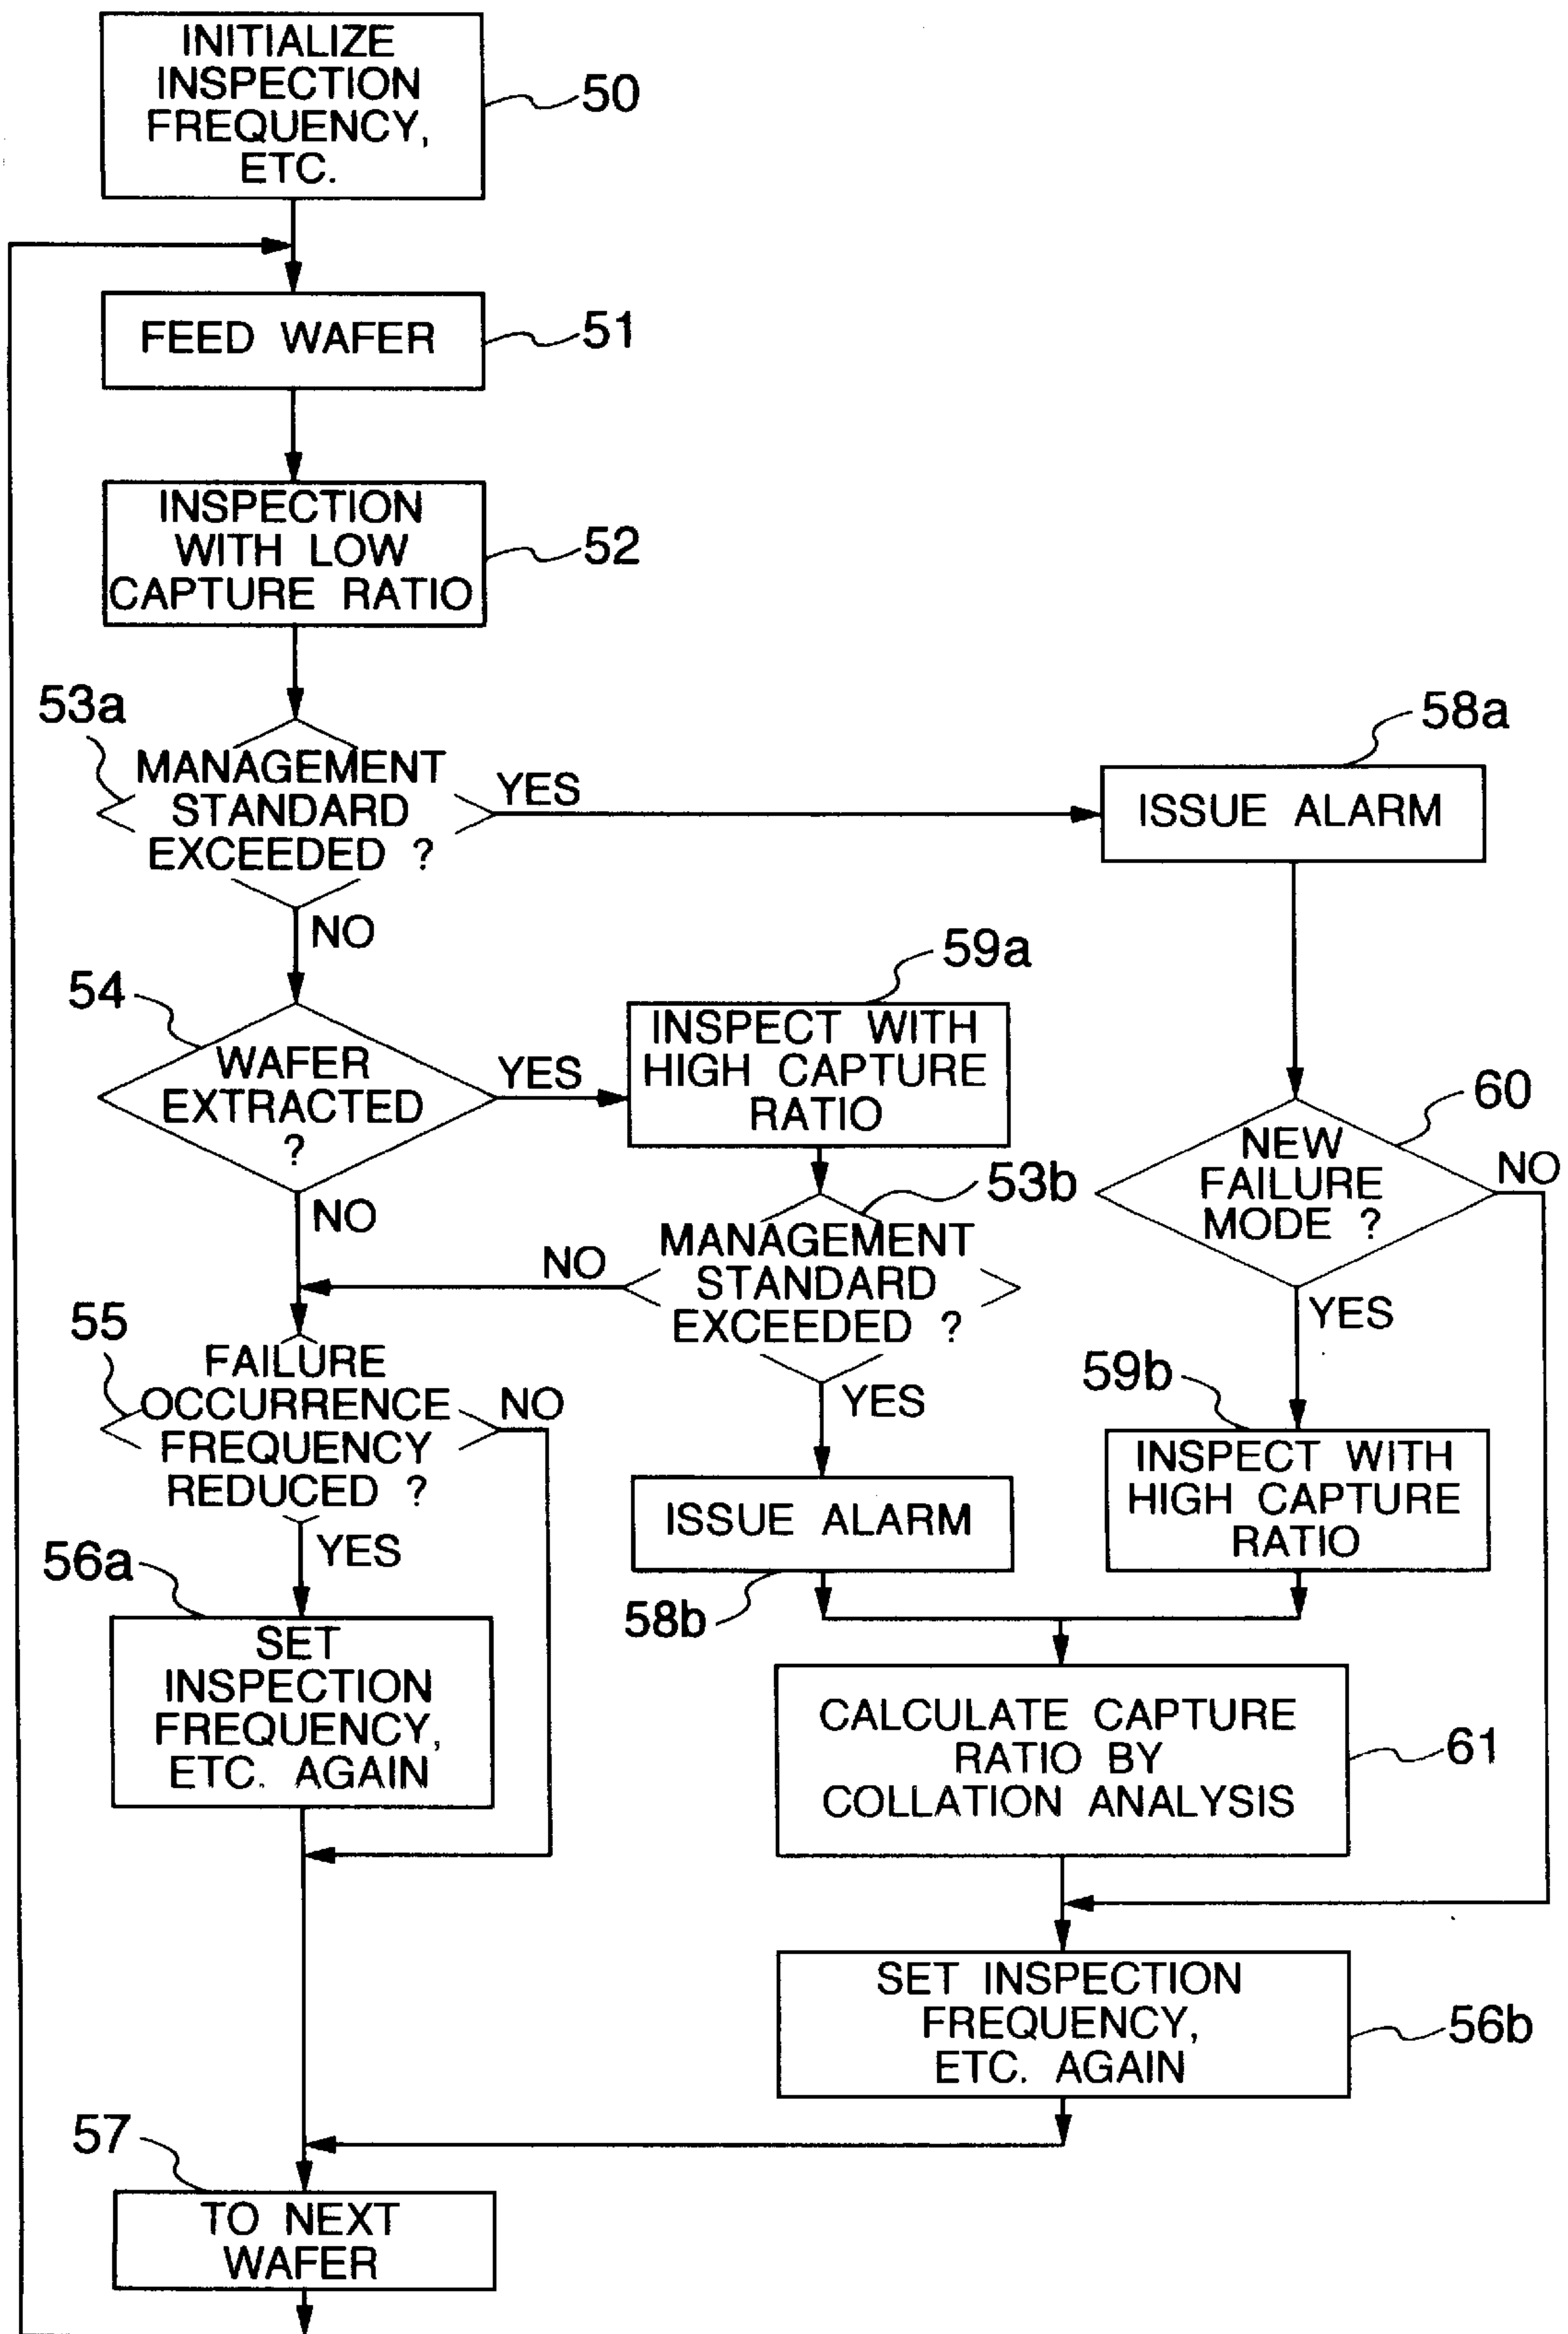 INITIALIZE
INSPECTION
FREQUENCY,
ETC.
50
FEED WAFER
51
INSPECTION
WITH LOW
CAPTURE RATIO
52
53a
MANAGEMENT
STANDARD
EXCEEDED ?
YES
NO
58a
ISSUE ALARM
54
WAFER
EXTRACTED
?
YES
NO
59a
INSPECT WITH
HIGH CAPTURE
RATIO
60
NEW
FAILURE
MODE ?
NO
YES
53b
MANAGEMENT
STANDARD
EXCEEDED ?
NO
YES
55
FAILURE
OCCURRENCE
FREQUENCY
REDUCED ?
NO
YES
59b
INSPECT WITH
HIGH CAPTURE
RATIO
ISSUE ALARM
58b
56a
SET
INSPECTION
FREQUENCY,
ETC. AGAIN
CALCULATE CAPTURE
RATIO BY
COLLATION ANALYSIS
61
SET INSPECTION
FREQUENCY,
ETC. AGAIN
56b
57
TO NEXT
WAFER